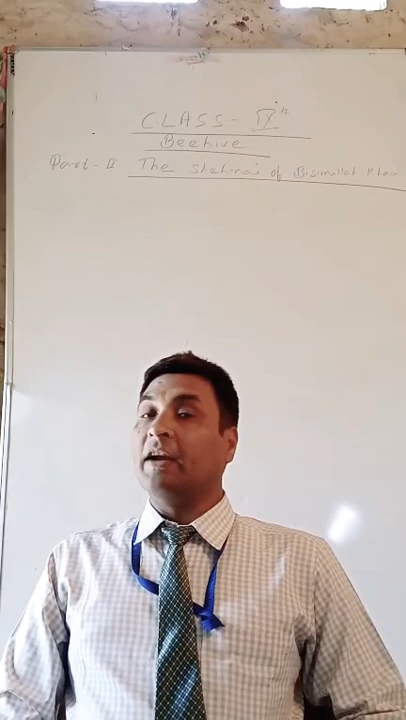 CLASS - IXth
Beehive
Part - II The Shehnai of Bismillah Khan